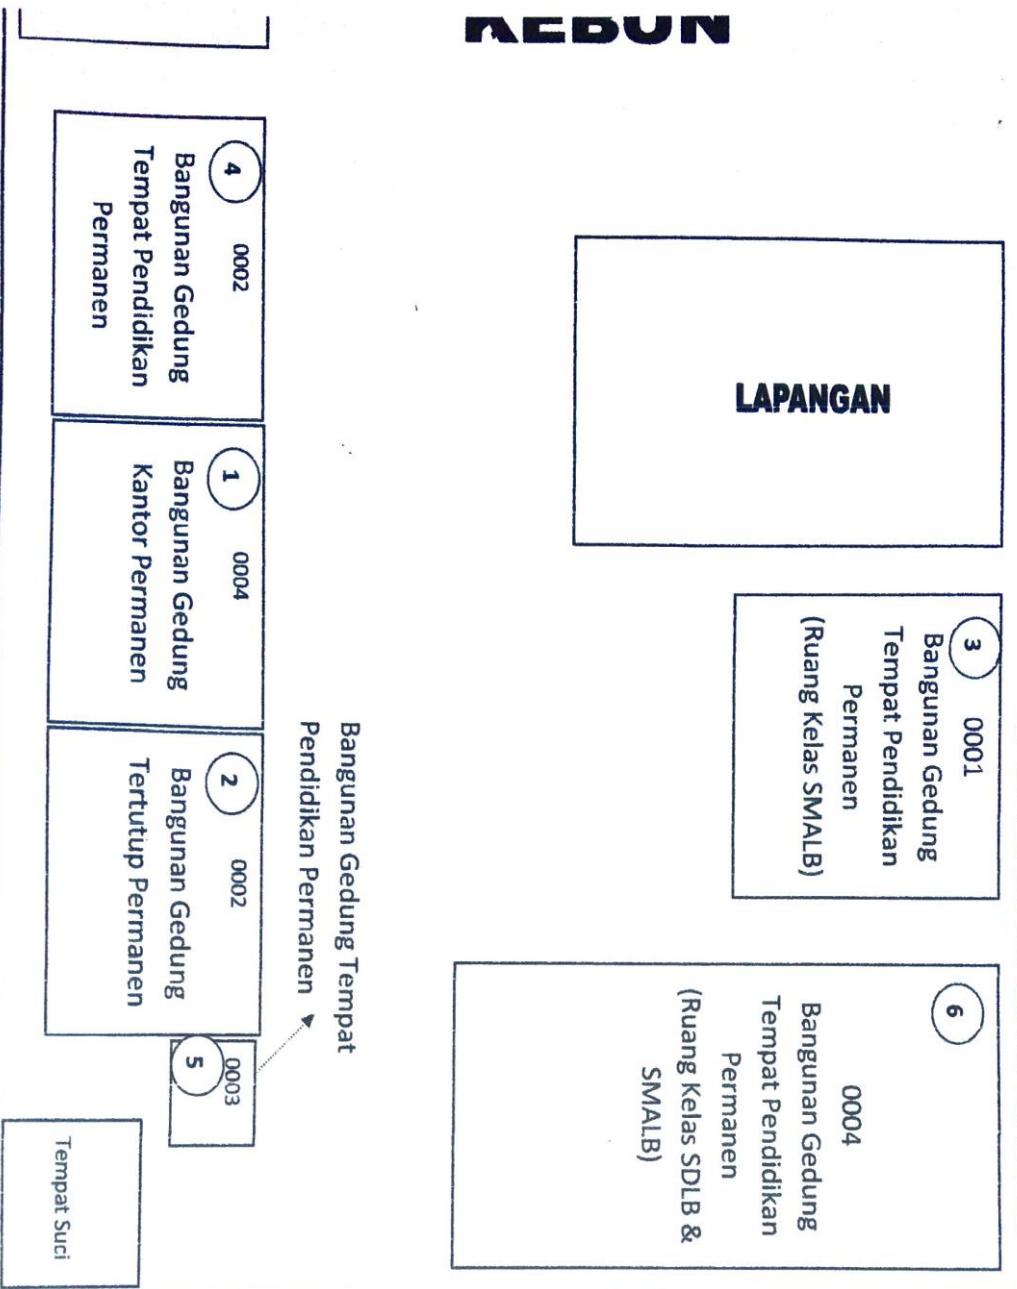 KEBUN
LAPANGAN
4
0002
Bangunan Gedung
Tempat Pendidikan
Permanen
1
0004
Bangunan Gedung
Kantor Permanen
2
0002
Bangunan Gedung
Tertutup Permanen
Bangunan Gedung Tempat
Pendidikan Permanen
5
0003
Tempat Suci
3
0001
Bangunan Gedung
Tempat Pendidikan
Permanen
(Ruang Kelas SMALB)
6
0004
Bangunan Gedung
Tempat Pendidikan
Permanen
(Ruang Kelas SDLB &
SMALB)